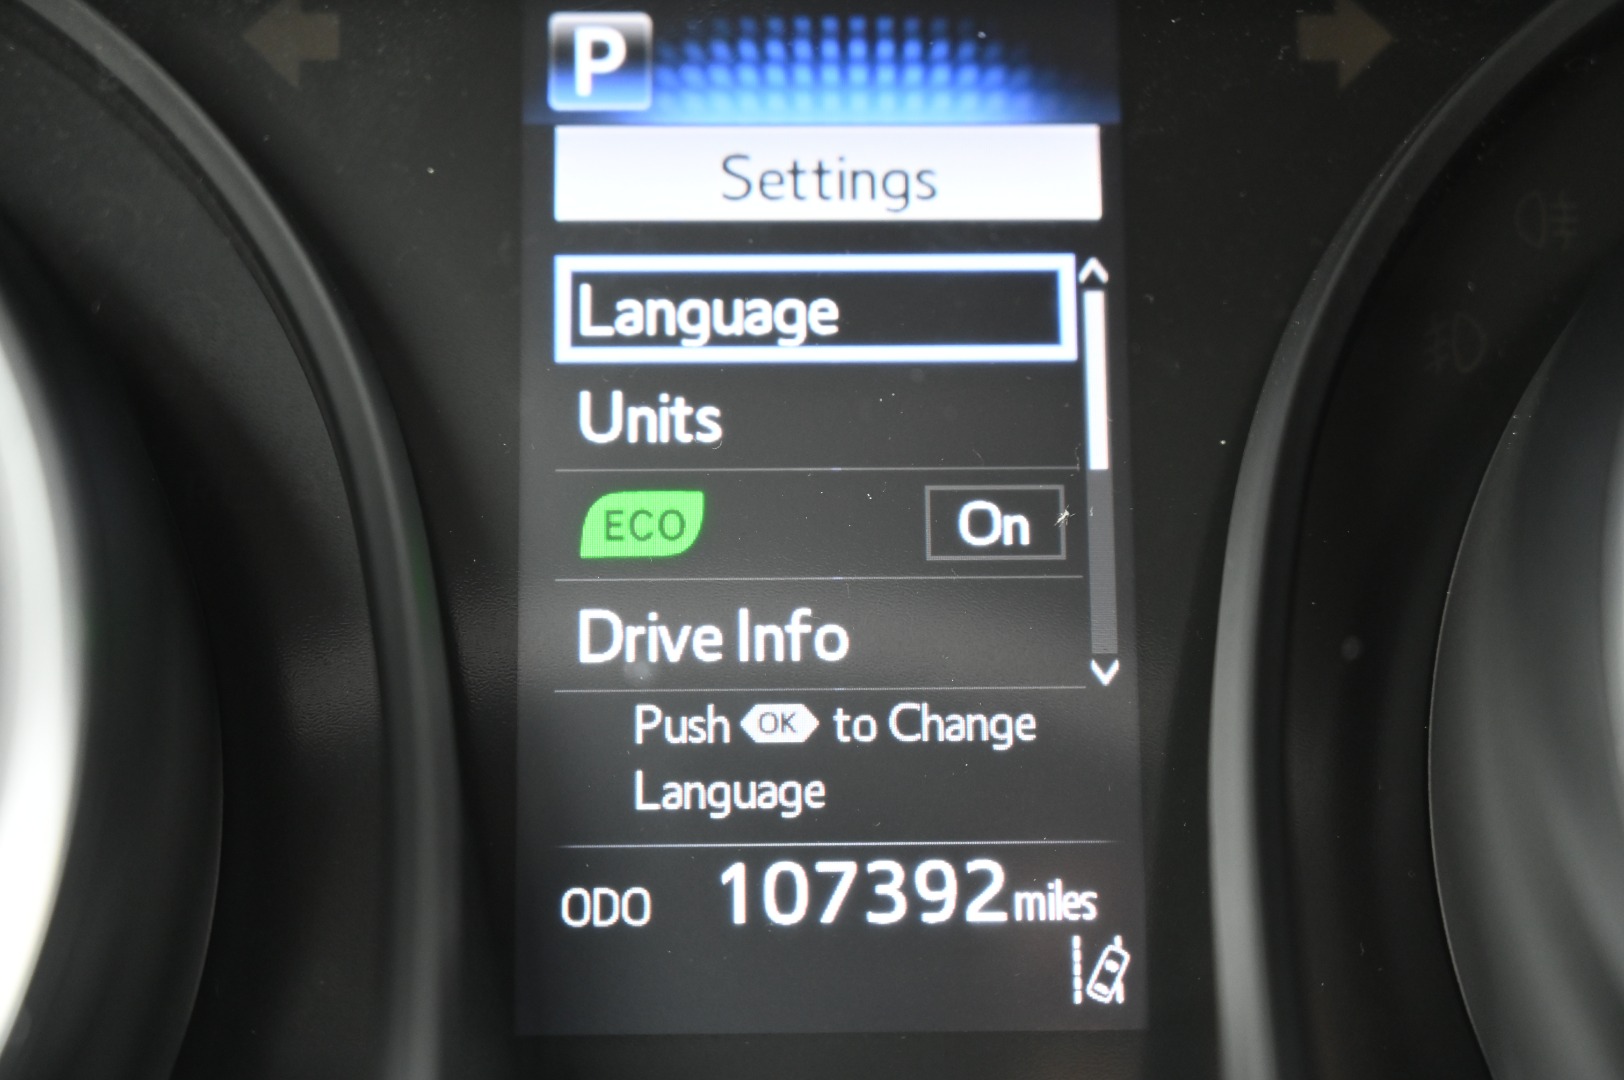 P
Settings
Language
Units
ECO On
Drive Info
Push OK to Change
Language
ODO 107392 miles